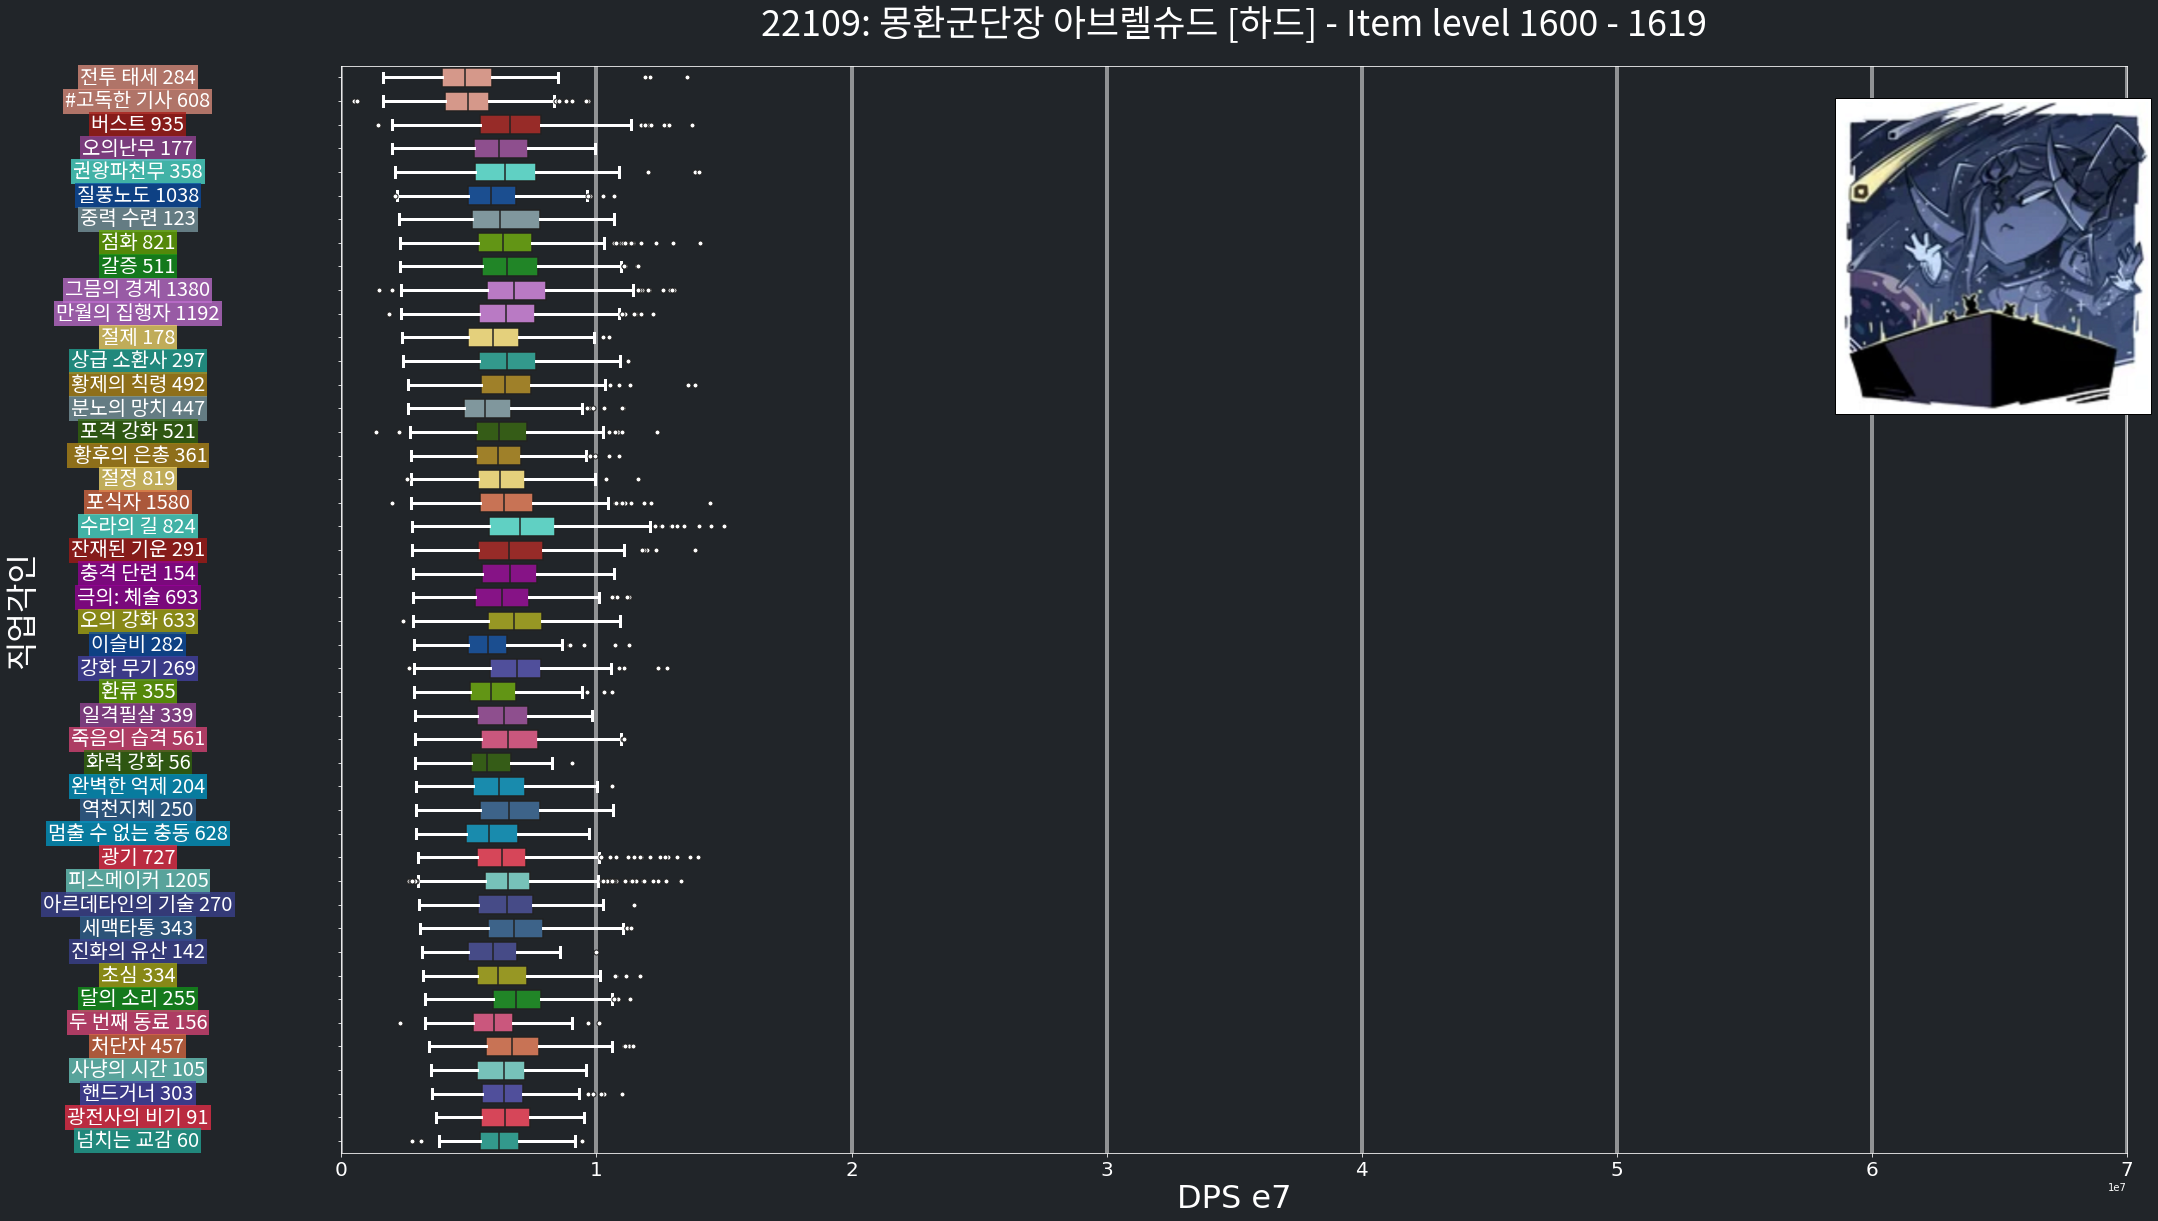 22109: 몽환군단장 아브렐슈드 [하드] - Item level 1600 - 1619
전투 태세 284
#고독한 기사 608
버스트 935
오의난무 177
권왕파천무 358
질풍노도 1038
중력 수련 123
점화 821
갈증 511
그믐의 경계 1380
만월의 집행자 1192
절제 178
상급 소환사 297
황제의 칙령 492
분노의 망치 447
포격 강화 521
황후의 은총 361
절정 819
포식자 1580
수라의 길 824
잔재된 기운 291
충격 단련 154
극의: 체술 693
오의 강화 633
이슬비 282
강화 무기 269
환류 355
일격필살 339
죽음의 습격 561
화력 강화 56
완벽한 억제 204
역천지체 250
멈출 수 없는 충동 628
광기 727
피스메이커 1205
아르데타인의 기술 270
세맥타통 343
진화의 유산 142
초심 334
달의 소리 255
두 번째 동료 156
처단자 457
사냥의 시간 105
핸드거너 303
광전사의 비기 91
넘치는 교감 60
직업각인
0 1 2 3 4 5 6 7
1e7
DPS e7